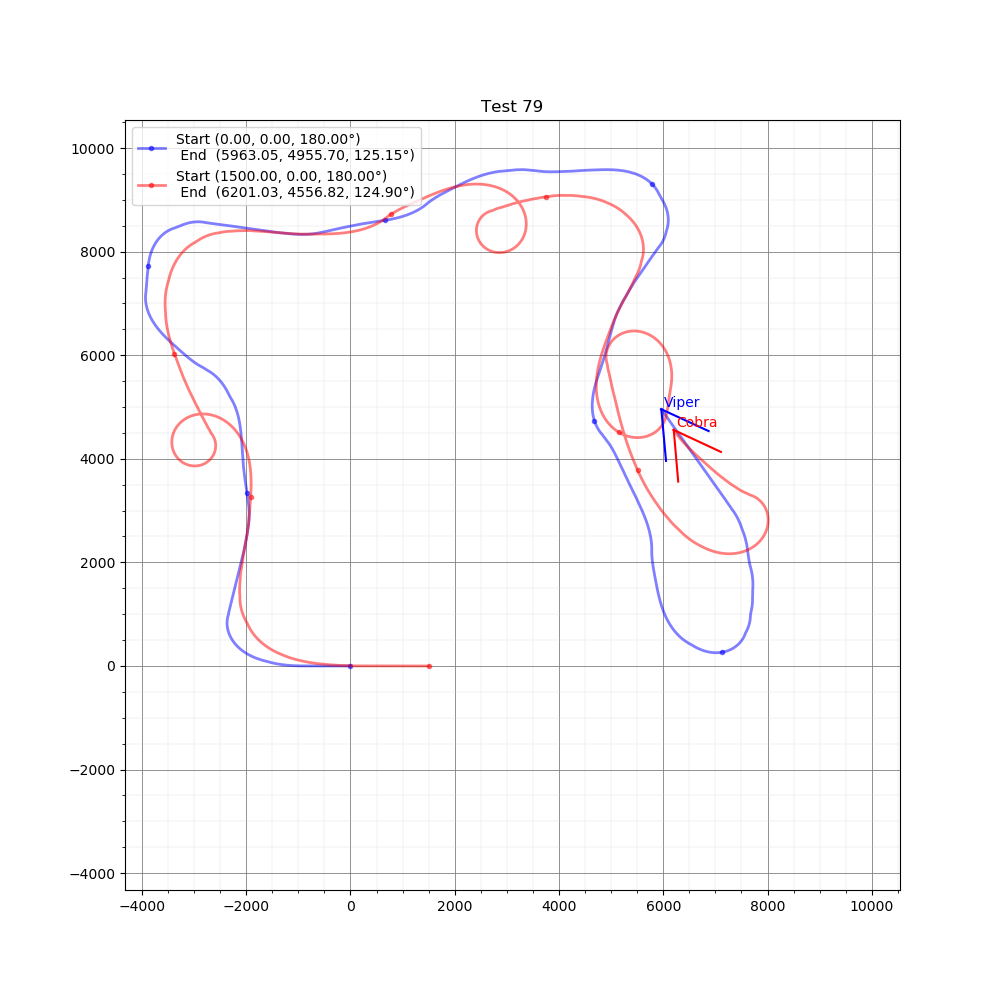 Test 79
Start (0.00, 0.00, 180.00°)
End (5963.05, 4955.70, 125.15°)
Start (1500.00, 0.00, 180.00°)
End (6201.03, 4556.82, 124.90°)
10000
8000
6000
4000
2000
0
−2000
−4000
Viper
Cobra
−4000 −2000 0 2000 4000 6000 8000 10000